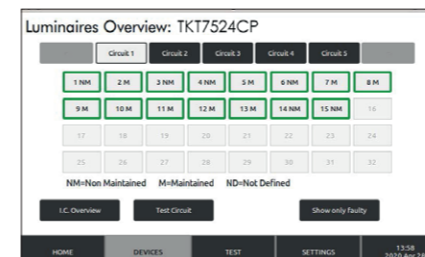 Luminaires Overview: TKT7524CP
Circuit 1 Circuit 2 Circuit 3 Circuit 4 Circuit 5
1 NM 2 M 3 NM 4 NM 5 M 6 NM 7 M 8 M
9 M 10 M 11 M 12 M 13 M 14 NM 15 NM 16
17 18 19 20 21 22 23 24
25 26 27 28 29 30 31 32
NM=Non Maintained M=Maintained ND=Not Defined
I.C. Overview Test Circuit Show only faulty
HOME DEVICES TEST SETTINGS 13:58
2020 Apr 28